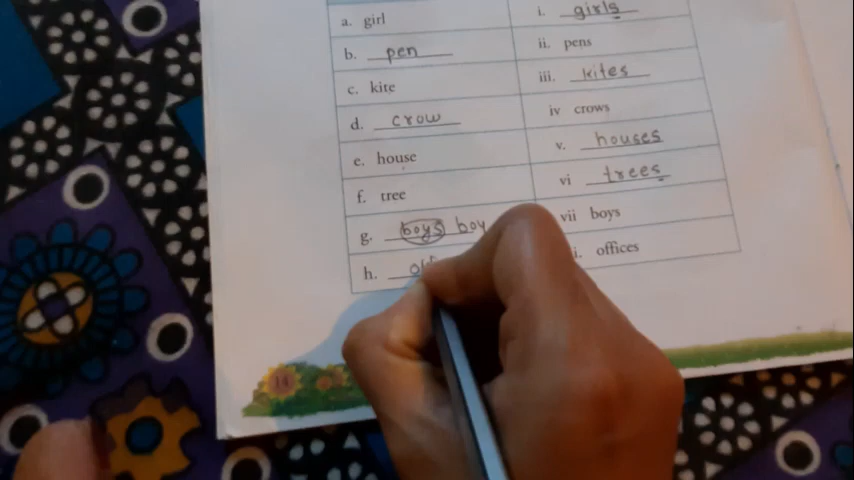 a. girl i. girls
b. pen ii. pens
c. kite iii. kites
d. crow iv crows
e. house v. houses
f. tree vi trees
g. boys boy vii boys
h. i. offices
14